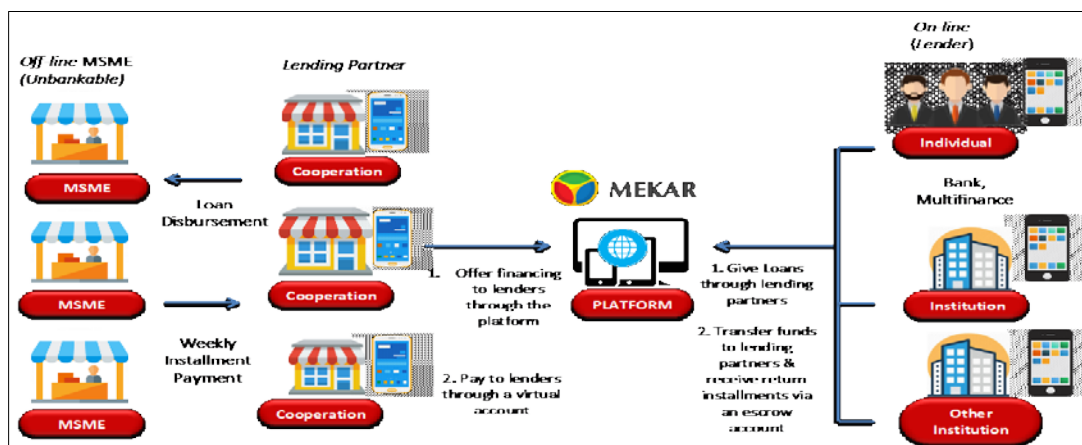 Off line MSME
(Unbankable)
MSME
MSME
MSME
Loan
Disbursement
Weekly
Installment
Payment
Lending Partner
Cooperation
Cooperation
Cooperation
1. Offer financing
to lenders
through the
platform
2. Pay to lenders
through a virtual
account
MEKAR
PLATFORM
1. Give Loans
through lending
partners
2. Transfer funds
to lending
partners &
receive return
installments via
an escrow
account
On line
(Lender)
Individual
Bank,
Multifinance
Institution
Other
Institution